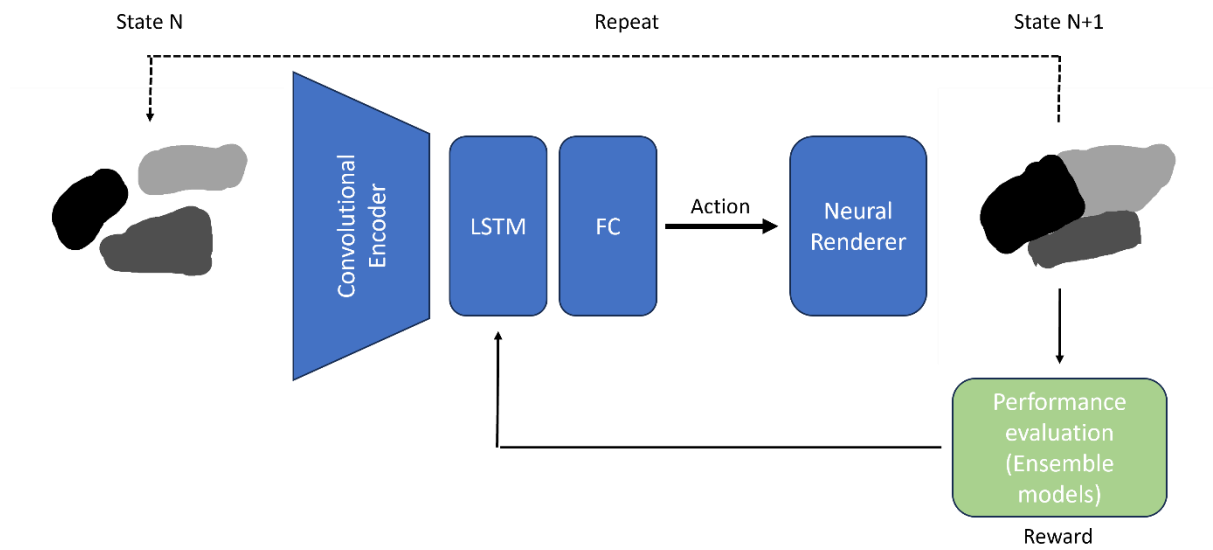 State N
Repeat
State N+1
Convolutional
Encoder
LSTM
FC
Action
Neural
Renderer
Performance
evaluation
(Ensemble
models)
Reward